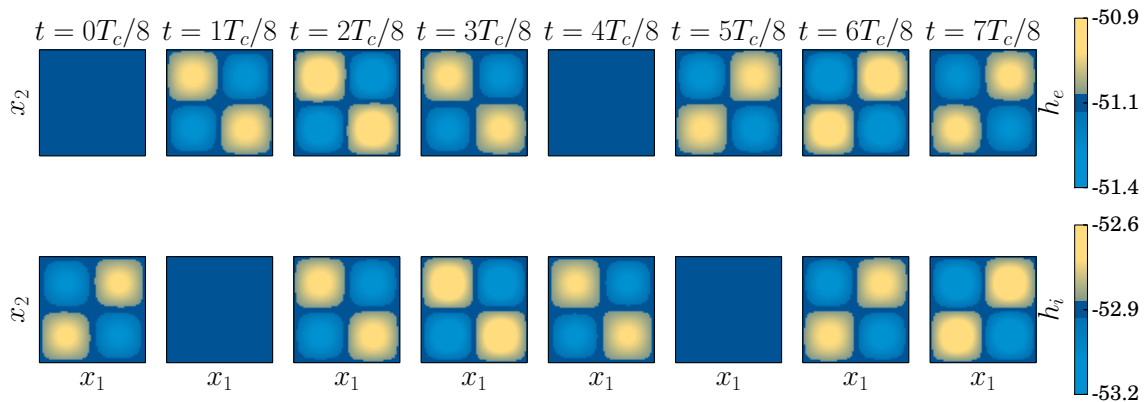 t = 0T_c/8 t = 1T_c/8 t = 2T_c/8 t = 3T_c/8 t = 4T_c/8 t = 5T_c/8 t = 6T_c/8 t = 7T_c/8
x_2
-50.9
-51.1
-51.4
h_e
x_2
-52.6
-52.9
-53.2
h_i
x_1 x_1 x_1 x_1 x_1 x_1 x_1 x_1